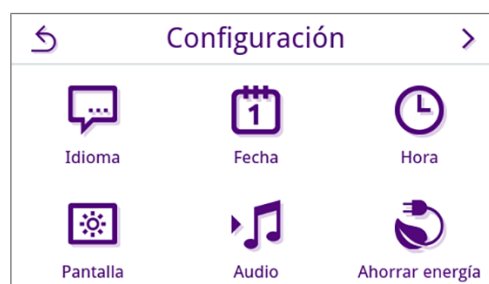 Configuración
...
1
Idioma
Fecha
Hora
Pantalla
Audio
Ahorrar energía